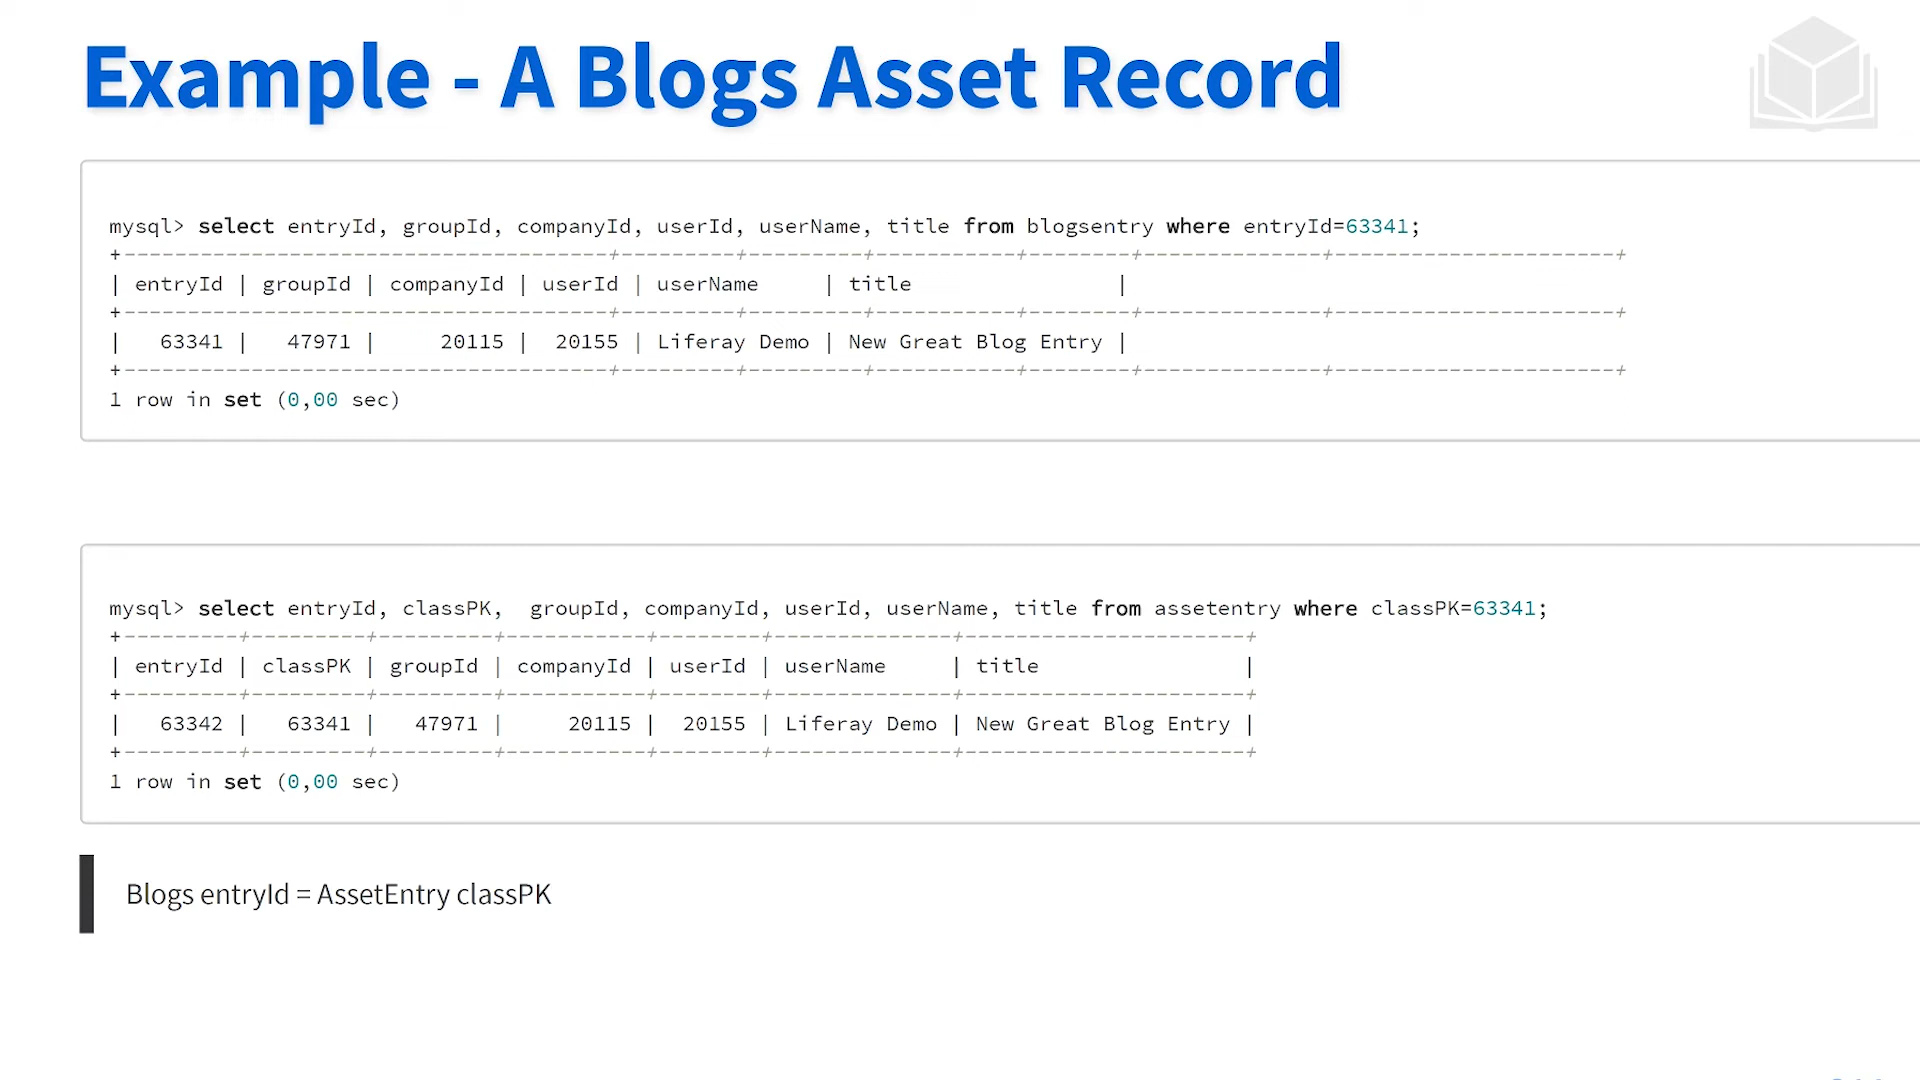 Example - A Blogs Asset Record
mysql> select entryId, groupId, companyId, userId, userName, title from blogsentry where entryId=63341;
+--------------------------------------+---------+---------+-----------+--------+--------------+----------------------+
| entryId | groupId | companyId | userId | userName     | title                |
+--------------------------------------+---------+---------+-----------+--------+--------------+----------------------+
|   63341 |   47971 |     20115 |  20155 | Liferay Demo | New Great Blog Entry |
+--------------------------------------+---------+---------+-----------+--------+--------------+----------------------+
1 row in set (0,00 sec)
mysql> select entryId, classPK,  groupId, companyId, userId, userName, title from assetentry where classPK=63341;
+---------+---------+---------+-----------+--------+--------------+----------------------+
| entryId | classPK | groupId | companyId | userId | userName     | title                |
+---------+---------+---------+-----------+--------+--------------+----------------------+
|   63342 |   63341 |   47971 |     20115 |  20155 | Liferay Demo | New Great Blog Entry |
+---------+---------+---------+-----------+--------+--------------+----------------------+
1 row in set (0,00 sec)
Blogs entryId = AssetEntry classPK